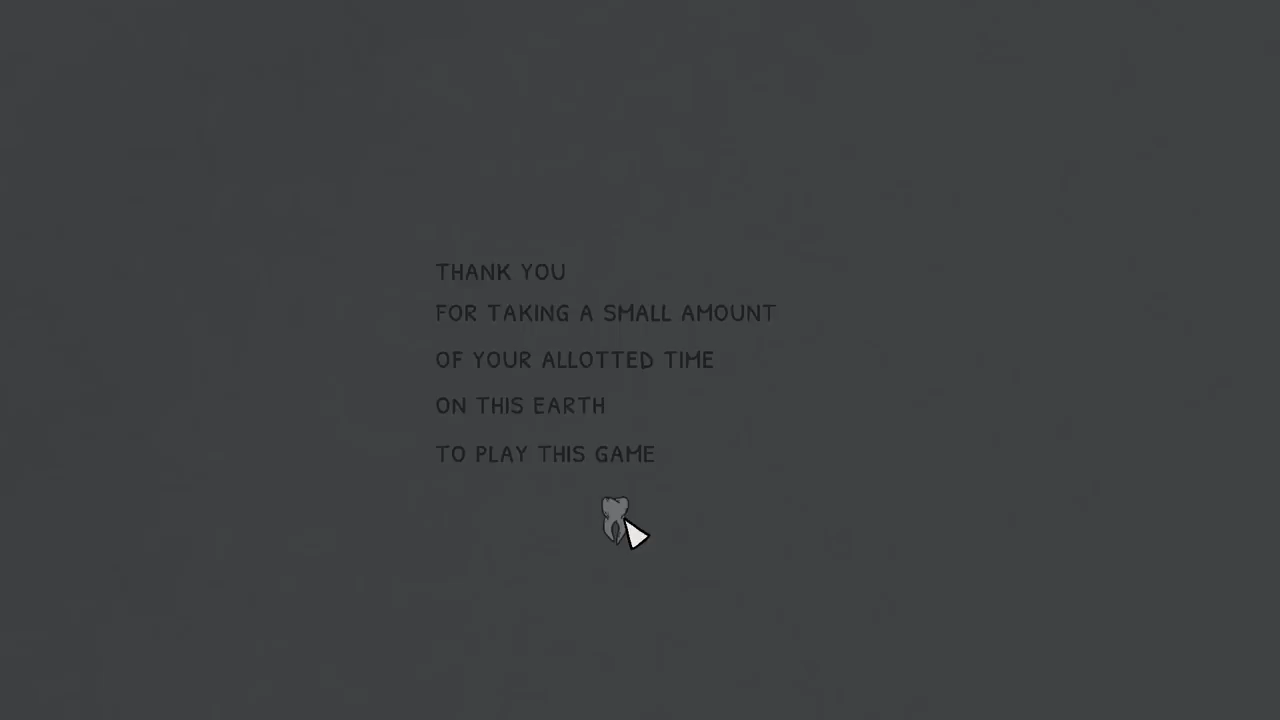 THANK YOU
FOR TAKING A SMALL AMOUNT
OF YOUR ALLOTTED TIME
ON THIS EARTH
TO PLAY THIS GAME